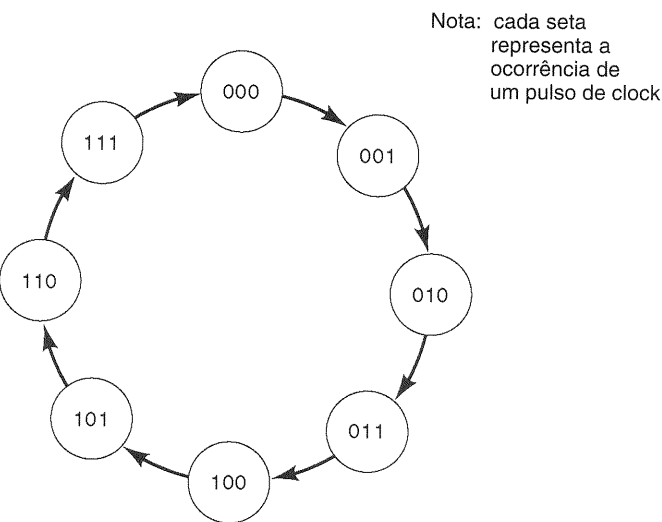 Nota: cada seta
representa a
ocorrência de
um pulso de clock
000
001
010
011
100
101
110
111